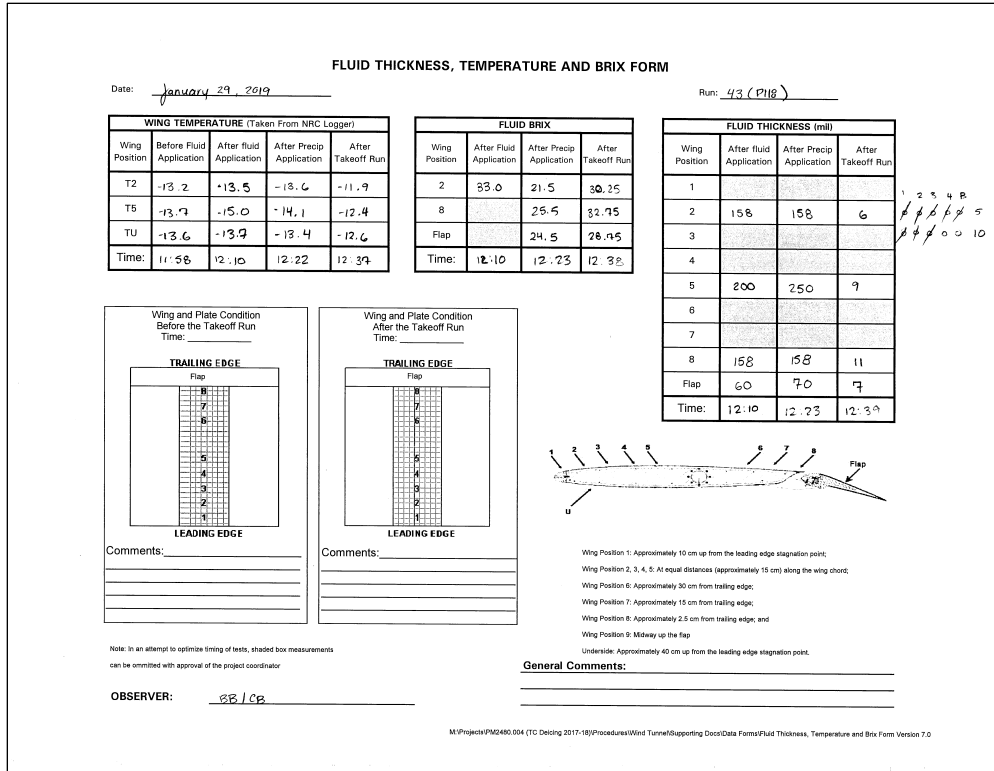 FLUID THICKNESS, TEMPERATURE AND BRIX FORM
Date: January 29, 2019
Run: 43 (P118)
WING TEMPERATURE (Taken From NRC Logger)
Wing Position Before Fluid Application After fluid Application After Precip Application After Takeoff Run
T2 -13.2 -13.5 -13.6 -11.9
T5 -13.7 -15.0 -14.1 -12.4
TU -13.6 -13.7 -13.4 -12.6
Time: 11:58 12:10 12:22 12:37
FLUID BRIX
Wing Position After Fluid Application After Precip Application After Takeoff Run
2 33.0 21.5 30.25
8 25.5 32.75
Flap 24.5 28.75
Time: 12:10 12:23 12:38
FLUID THICKNESS (mil)
Wing Position After fluid Application After Precip Application After Takeoff Run
1
2 158 158 6
3
4
5 200 250 9
6
7
8 158 158 11
Flap 60 70 7
Time: 12:10 12:23 12:39
1 2 3 4 B
0 0 0 0 0 5
0 0 0 0 0 10
Wing and Plate Condition
Before the Takeoff Run
Time:
TRAILING EDGE
Flap
8
7
6
5
4
3
2
1
LEADING EDGE
Comments:
Wing and Plate Condition
After the Takeoff Run
Time:
TRAILING EDGE
Flap
8
7
6
5
4
3
2
1
LEADING EDGE
Comments:
1 2 3 4 5 6 7 8 Flap
U
Wing Position 1: Approximately 10 cm up from the leading edge stagnation point;
Wing Position 2, 3, 4, 5: At equal distances (approximately 15 cm) along the wing chord;
Wing Position 6: Approximately 30 cm from trailing edge;
Wing Position 7: Approximately 15 cm from trailing edge;
Wing Position 8: Approximately 2.5 cm from trailing edge; and
Wing Position 9: Midway up the flap
Underside: Approximately 40 cm up from the leading edge stagnation point.
Note: In an attempt to optimize timing of tests, shaded box measurements
can be ommitted with approval of the project coordinator
General Comments:
OBSERVER: BB / CB
M:\Projects\PM2480.004 (TC Deicing 2017-18)\Procedures\Wind Tunnel\Supporting Docs\Data Forms\Fluid Thickness, Temperature and Brix Form Version 7.0